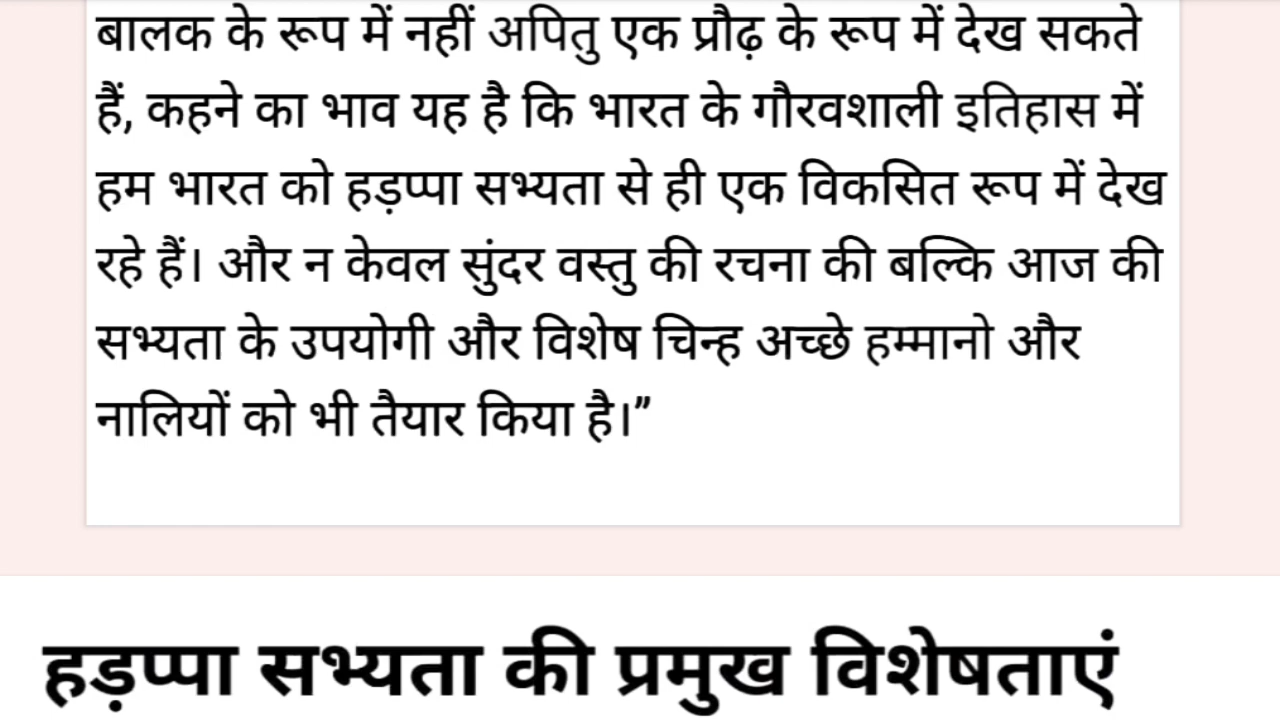 बालक के रूप में नहीं अपितु एक प्रौढ़ के रूप में देख सकते
हैं, कहने का भाव यह है कि भारत के गौरवशाली इतिहास में
हम भारत को हड़प्पा सभ्यता से ही एक विकसित रूप में देख
रहे हैं। और न केवल सुंदर वस्तु की रचना की बल्कि आज की
सभ्यता के उपयोगी और विशेष चिन्ह अच्छे हम्मानो और
नालियों को भी तैयार किया है।”
हड़प्पा सभ्यता की प्रमुख विशेषताएं